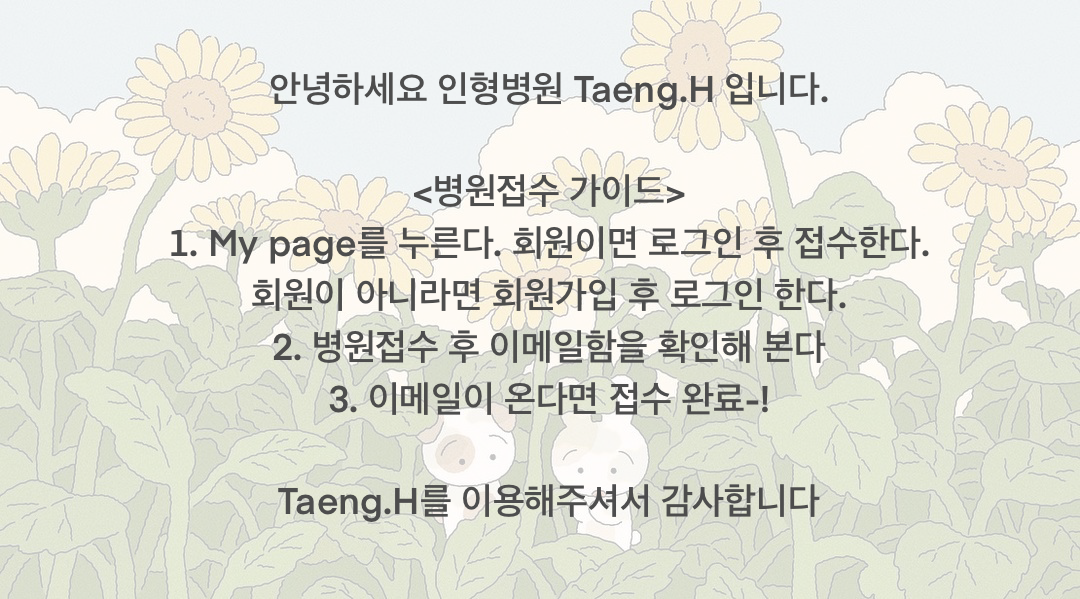 안녕하세요 인형병원 Taeng.H 입니다.
<병원접수 가이드>
1. My page를 누른다. 회원이면 로그인 후 접수한다.
회원이 아니라면 회원가입 후 로그인 한다.
2. 병원접수 후 이메일함을 확인해 본다
3. 이메일이 온다면 접수 완료-!
Taeng.H를 이용해주셔서 감사합니다